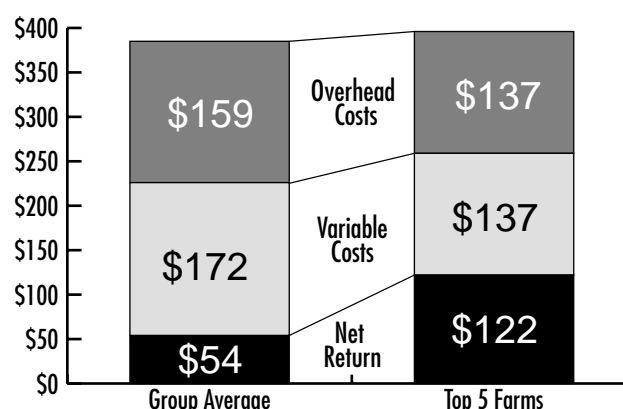 $400
$350
$300
$250
$200
$150
$100
$50
$0
$159
Overhead
Costs
$137
$172
Variable
Costs
$137
$54
Net
Return
$122
Group Average
Top 5 Farms